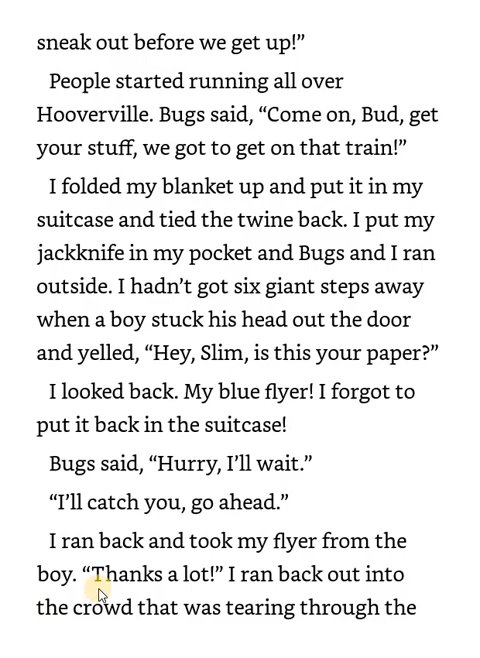 sneak out before we get up!”
People started running all over
Hooverville. Bugs said, “Come on, Bud, get
your stuff, we got to get on that train!”
I folded my blanket up and put it in my
suitcase and tied the twine back. I put my
jackknife in my pocket and Bugs and I ran
outside. I hadn’t got six giant steps away
when a boy stuck his head out the door
and yelled, “Hey, Slim, is this your paper?”
I looked back. My blue flyer! I forgot to
put it back in the suitcase!
Bugs said, “Hurry, I’ll wait.”
“I’ll catch you, go ahead.”
I ran back and took my flyer from the
boy. “Thanks a lot!” I ran back out into
the crowd that was tearing through the